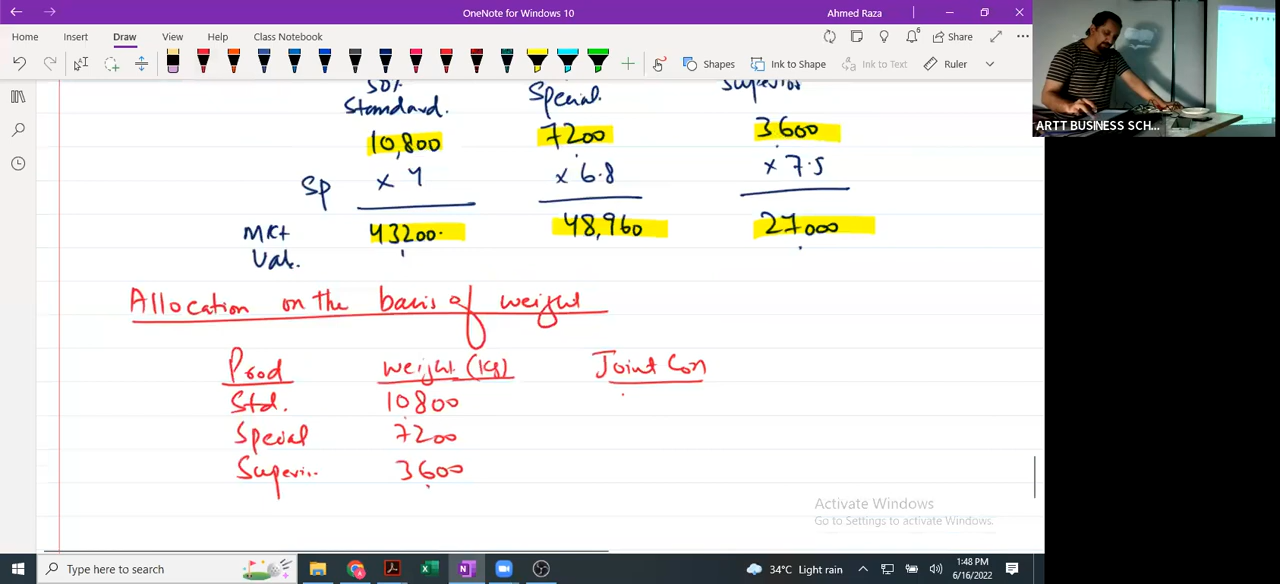 OneNote for Windows 10
Ahmed Raza
Home Insert Draw View Help Class Notebook
Share
Shapes Ink to Shape Ink to Text Ruler
50%
Standard. Special. Superior
10,800 7200 3600
Sp x 4 x 6.8 x 7.5
Mkt 43200. 48,960 27000
Val.
Allocation on the basis of weight
Prod Weight (Kg) Joint Con
Std. 10800
Special 7200
Superior 3600
ARTT BUSINESS SCH...
Activate Windows
Go to Settings to activate Windows.
Type here to search
34°C Light rain
1:48 PM
6/16/2022